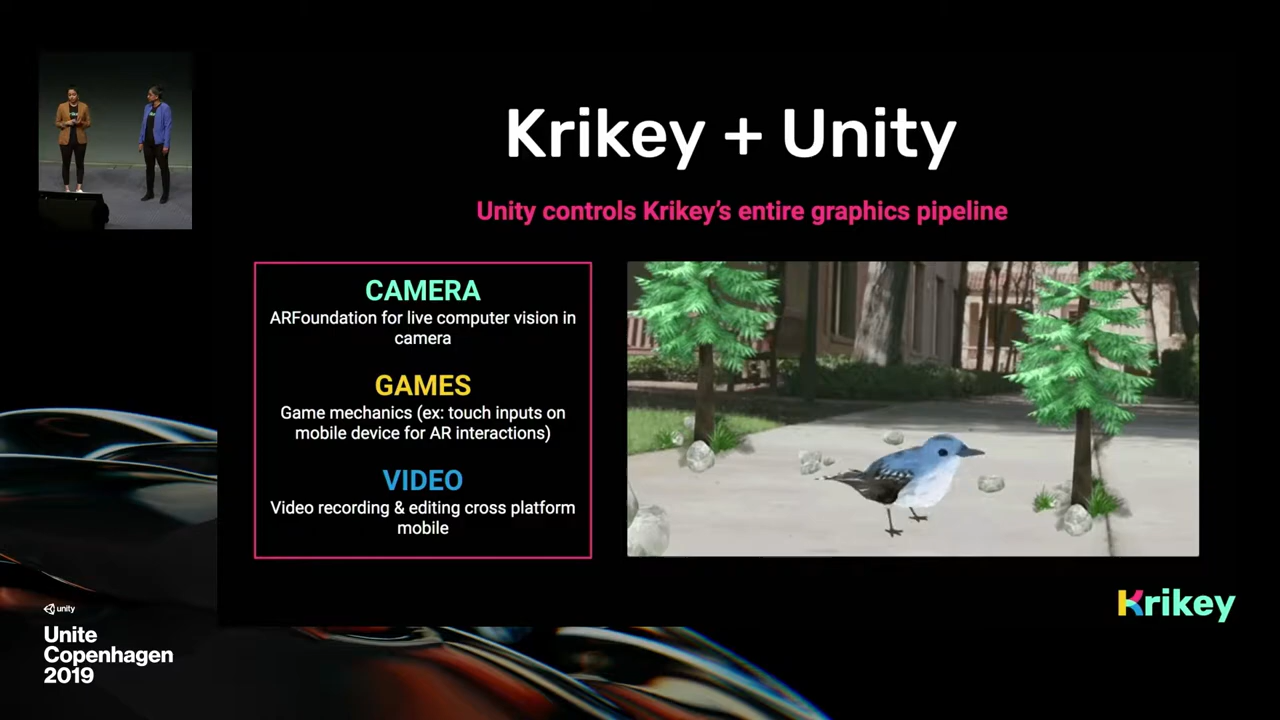 Krikey + Unity
Unity controls Krikey's entire graphics pipeline
CAMERA
ARFoundation for live computer vision in
camera
GAMES
Game mechanics (ex: touch inputs on
mobile device for AR interactions)
VIDEO
Video recording & editing cross platform
mobile
Krikey
unity
Unite
Copenhagen
2019